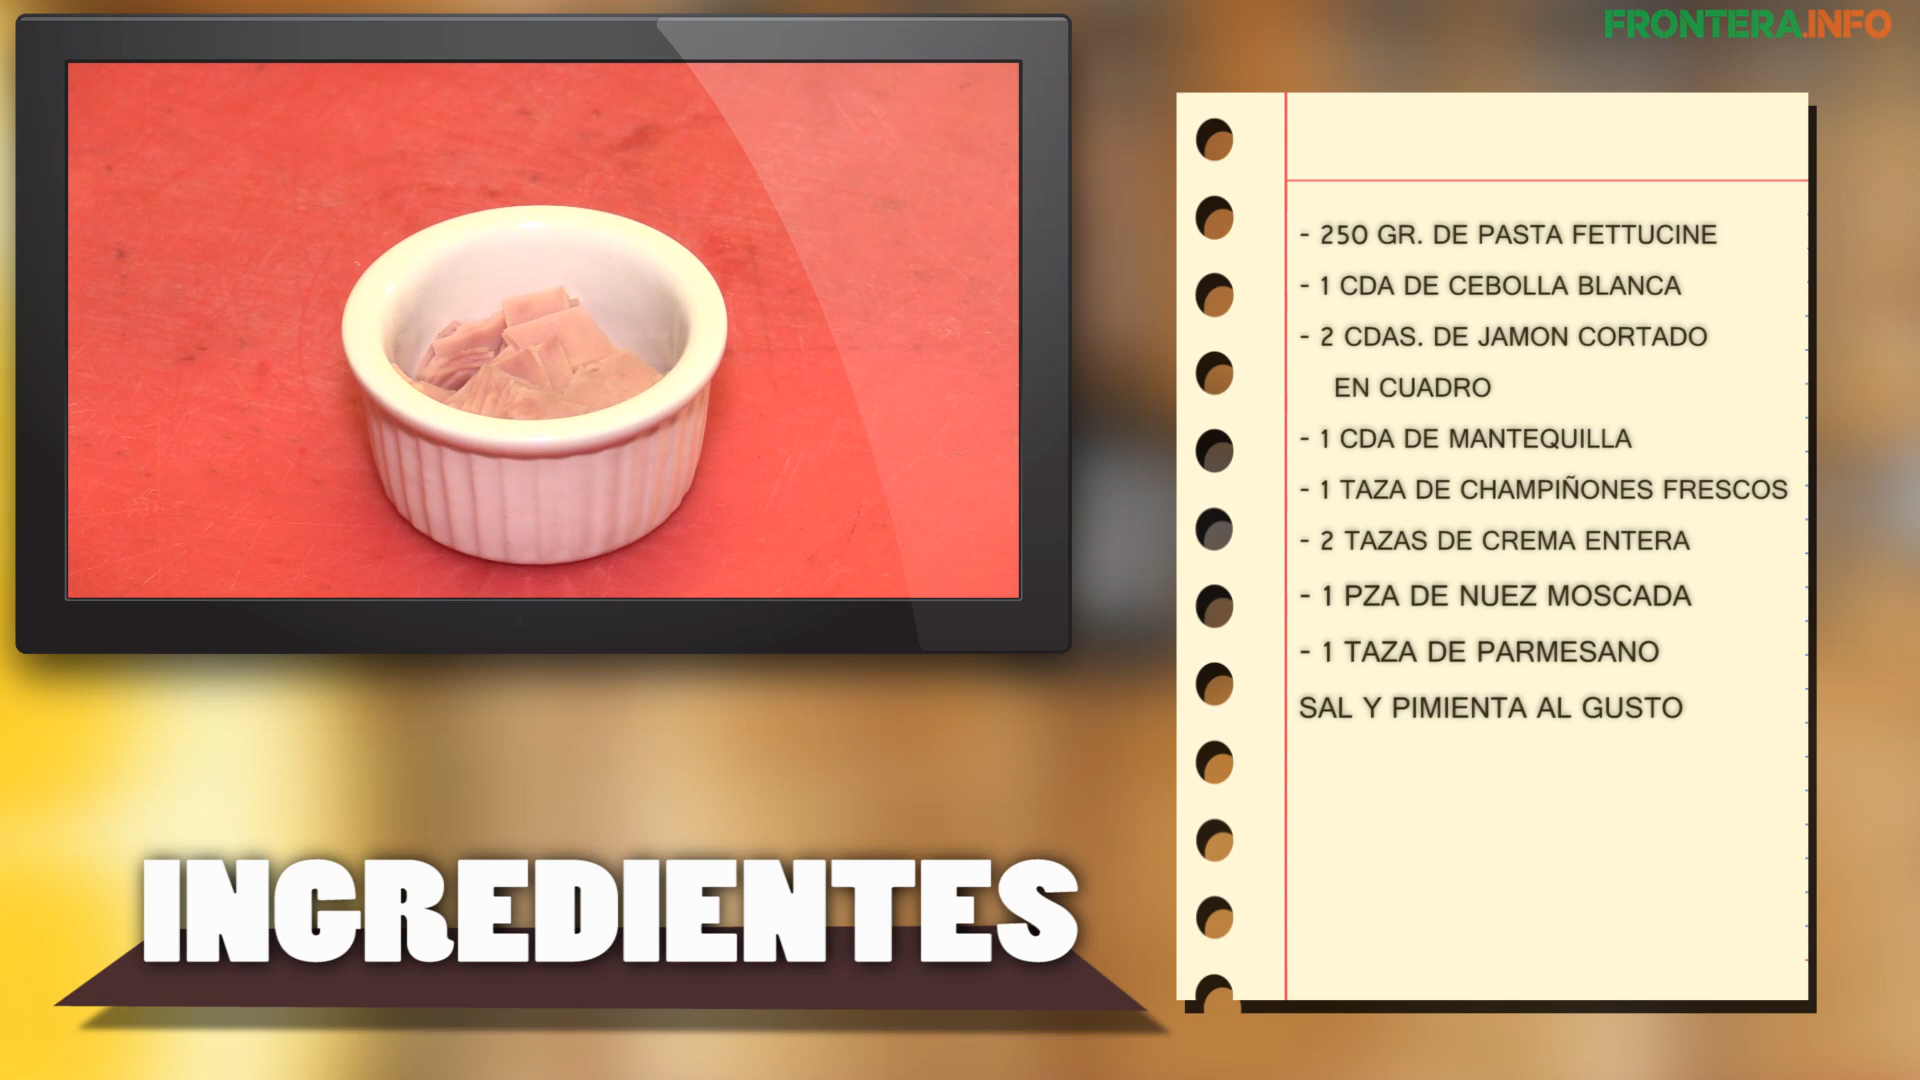 FRONTERA.INFO
- 250 GR. DE PASTA FETTUCINE
- 1 CDA DE CEBOLLA BLANCA
- 2 CDAS. DE JAMON CORTADO
EN CUADRO
- 1 CDA DE MANTEQUILLA
- 1 TAZA DE CHAMPIÑONES FRESCOS
- 2 TAZAS DE CREMA ENTERA
- 1 PZA DE NUEZ MOSCADA
- 1 TAZA DE PARMESANO
SAL Y PIMIENTA AL GUSTO
INGREDIENTES